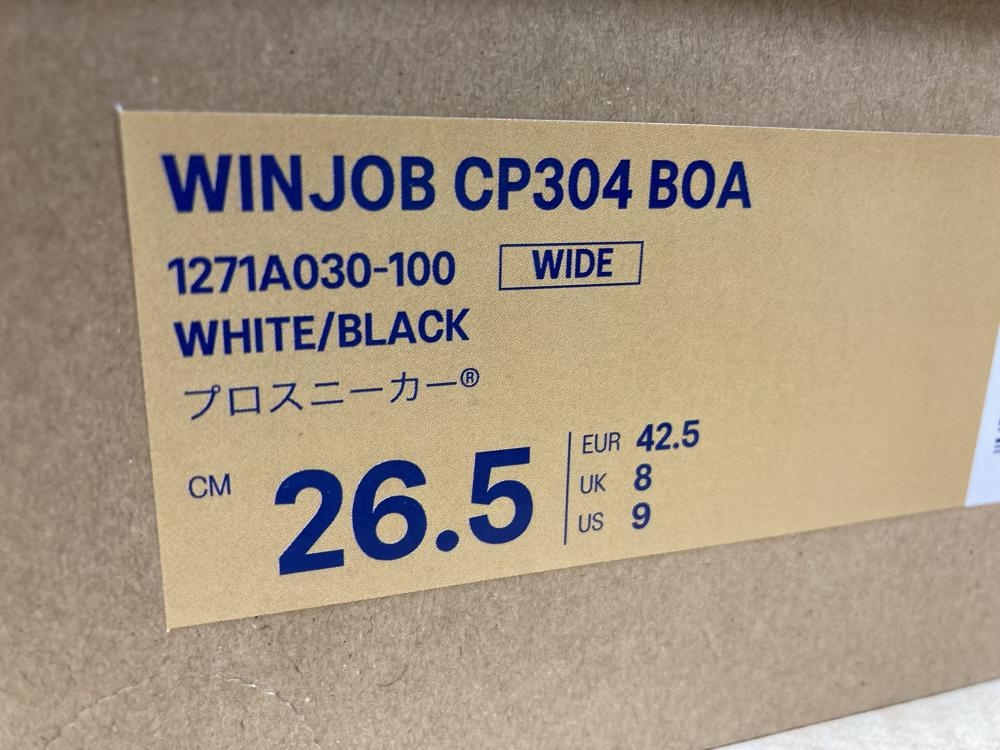 WINJOB CP304 BOA
1271A030-100 WIDE
WHITE/BLACK
プロスニーカー®
CM 26.5
EUR 42.5
UK 8
US 9